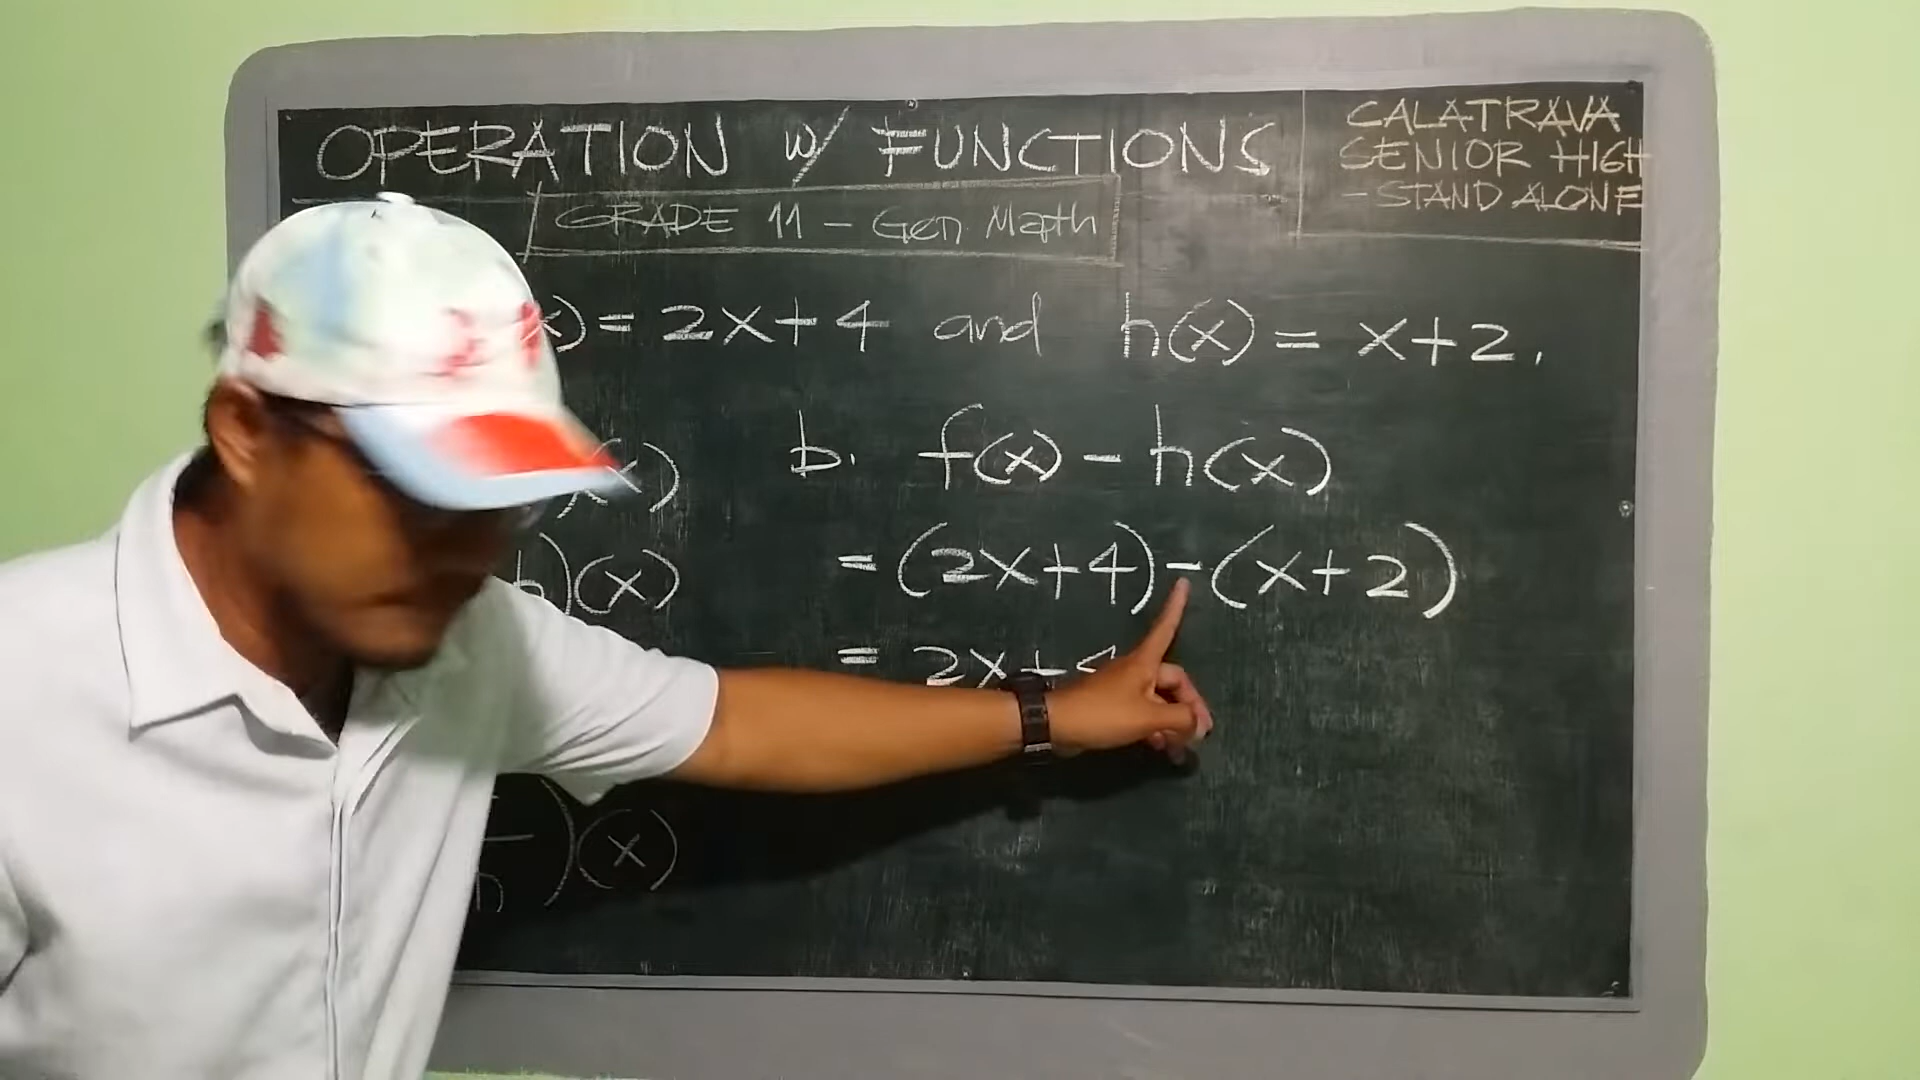 OPERATION W/ FUNCTIONS
CALATRAVA
SENIOR HIGH
- STAND ALONE
GRADE 11 - Gen Math
x) = 2x+4 and h(x) = x+2.
x)
b. f(x) - h(x)
h)(x)
= (2x+4)-(x+2)
= 2x+4
h)(x)